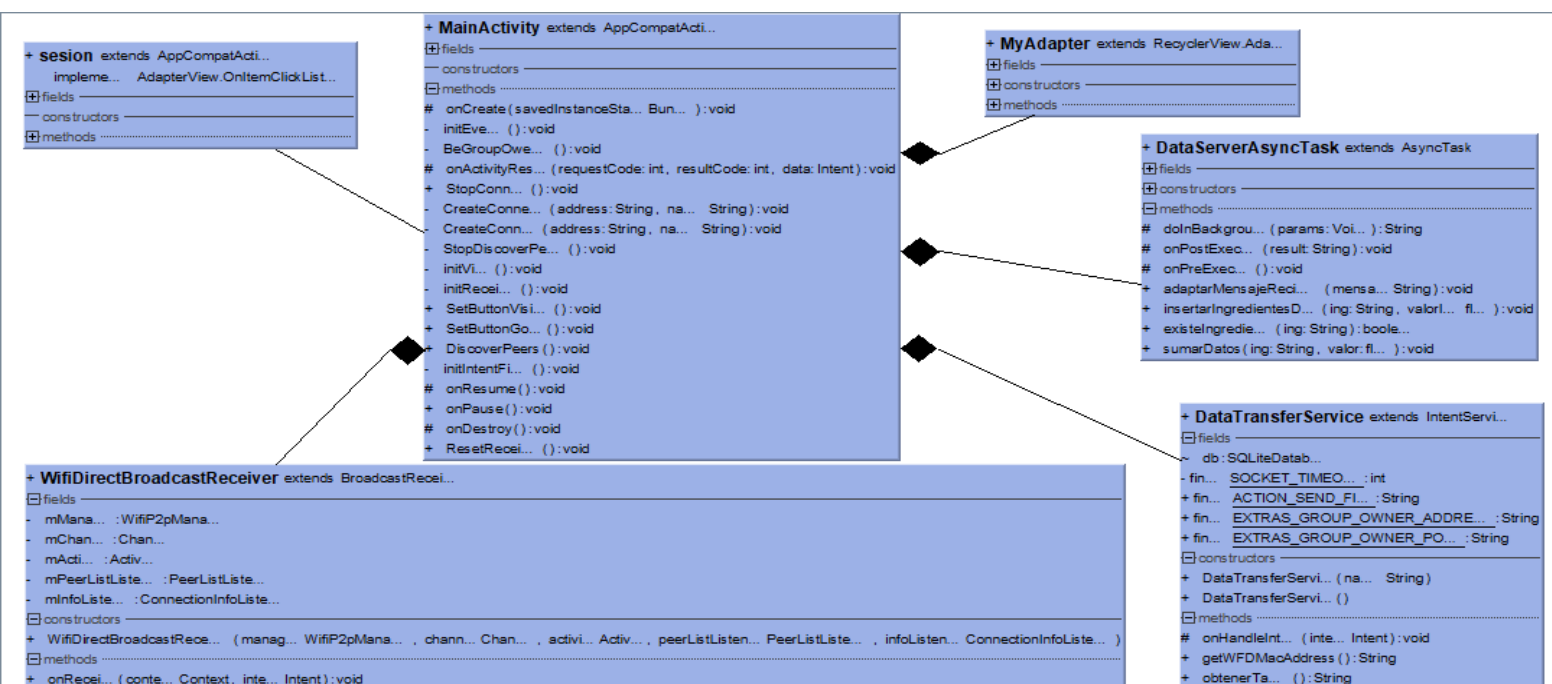 + sesion extends AppCompatActi...
impleme... AdapterView.OnItemClickList...
fields
constructors
methods
+ MainActivity extends AppCompatActi...
fields
constructors
methods
# onCreate(savedInstanceSta... Bun... ):void
- initEve... ():void
- BeGroupOwe... ():void
# onActivityRes... (requestCode: int, resultCode: int, data: Intent):void
+ StopConn... ():void
- CreateConne... (address: String, na... String):void
- CreateConn... (address: String, na... String):void
- StopDiscoverPe... ():void
- initVi... ():void
- initRecei... ():void
+ SetButtonVisi... ():void
+ SetButtonGo... ():void
+ DiscoverPeers():void
- initIntentFi... ():void
# onResume():void
+ onPause():void
# onDestroy():void
+ ResetRecei... ():void
+ MyAdapter extends RecyclerView.Ada...
fields
constructors
methods
+ DataServerAsyncTask extends AsyncTask
fields
constructors
methods
# doInBackgrou... (params: Voi... ):String
# onPostExec... (result: String):void
# onPreExec... ():void
+ adaptarMensajeReci... (mensa... String):void
+ insertarIngredientesD... (ing: String, valorI... fl... ):void
+ existeIngredie... (ing: String):boole...
+ sumarDatos(ing: String, valor: fl... ):void
+ WifiDirectBroadcastReceiver extends BroadcastRecei...
fields
- mMana... :WifiP2pMana...
- mChan... :Chan...
- mActi... :Activ...
- mPeerListListe... :PeerListListe...
- mInfoListe... :ConnectionInfoListe...
constructors
+ WifiDirectBroadcastRece... (manag... WifiP2pMana... , chann... Chan... , activi... Activ... , peerListListen... PeerListListe... , infoListen... ConnectionInfoListe... )
methods
+ onRecei... (conte... Context, inte... Intent):void
+ DataTransferService extends IntentServi...
fields
~ db:SQLiteDatab...
- fin... SOCKET_TIMEO... :int
+ fin... ACTION_SEND_FI... :String
+ fin... EXTRAS_GROUP_OWNER_ADDRE... :String
+ fin... EXTRAS_GROUP_OWNER_PO... :String
constructors
+ DataTransferServi... (na... String)
+ DataTransferServi... ()
methods
# onHandleInt... (inte... Intent):void
+ getWFDMacAddress():String
+ obtenerTa... ():String